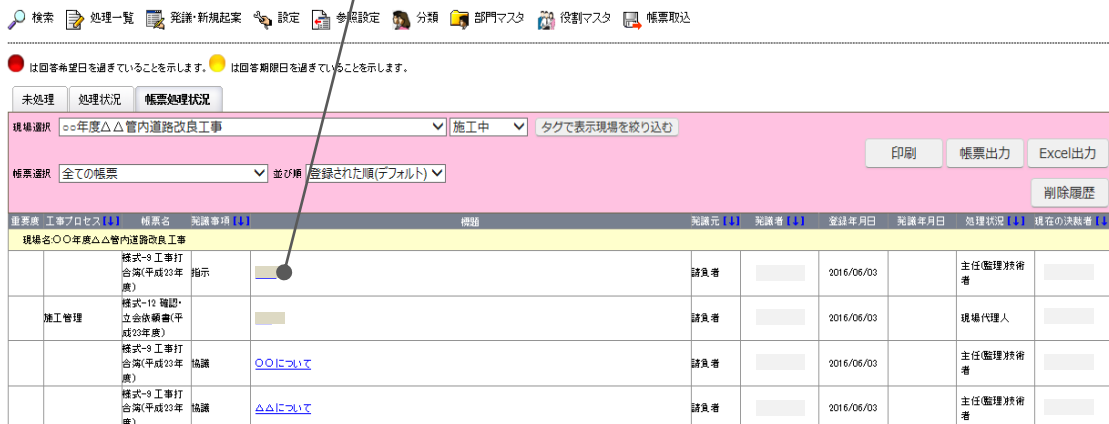 検索 処理一覧 発議・新規起案 設定 参照設定 分類 部門マスタ 役割マスタ 帳票取込
は回答希望日を過ぎていることを示します。 は回答期限日を過ぎていることを示します。
未処理 処理状況 帳票処理状況
現場選択 ○○年度△△管内道路改良工事 施工中 タグで表示現場を絞り込む
印刷 帳票出力 Excel出力
帳票選択 全ての帳票 並び順 登録された順(デフォルト)
削除履歴
重要度 工事プロセス【↓】 帳票名 発議事項【↓】 標題 発議元【↓】 発議者【↓】 登録年月日 発議年月日 処理状況【↓】 現在の決裁者【↓
現場名:〇〇年度△△管内道路改良工事
様式-9 工事打
合簿(平成23年
度)
指示
請負者
2016/06/03
主任(監理)技術
者
施工管理
様式-12 確認・
立会依頼書(平
成23年度)
請負者
2016/06/03
現場代理人
様式-9 工事打
合簿(平成23年
度)
協議
〇〇について
請負者
2016/06/03
主任(監理)技術
者
様式-9 工事打
合簿(平成23年
度)
協議
△△について
請負者
2016/06/03
主任(監理)技術
者